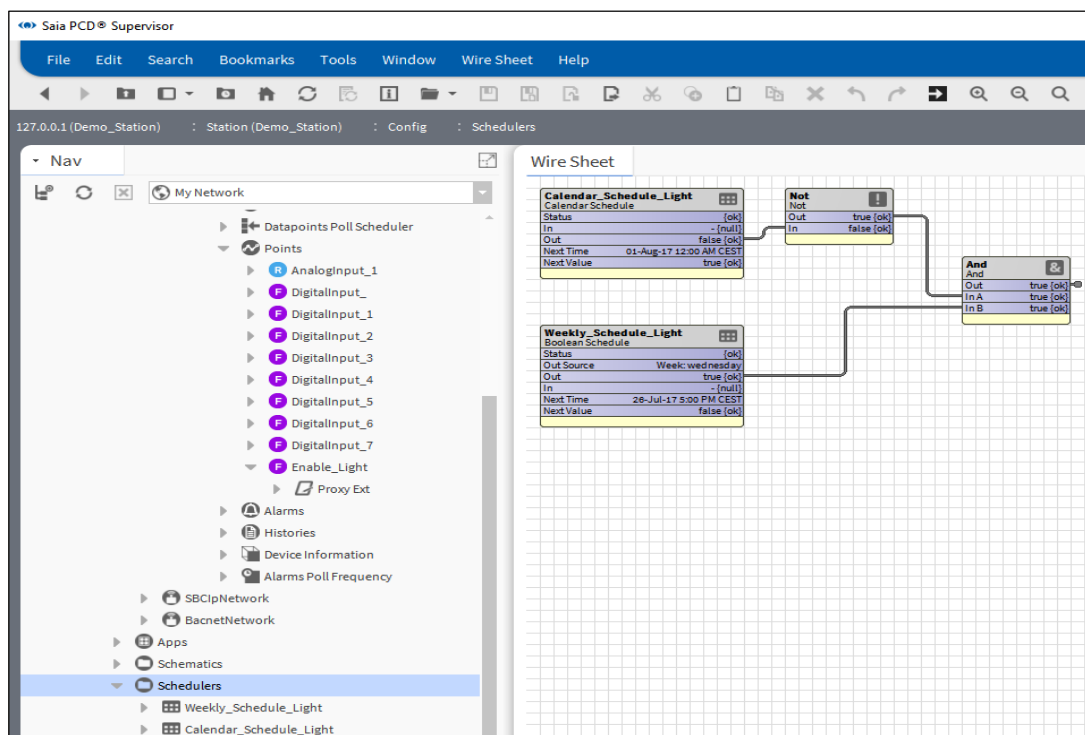 Saia PCD® Supervisor
File Edit Search Bookmarks Tools Window Wire Sheet Help
127.0.0.1 (Demo_Station) : Station (Demo_Station) : Config : Schedulers
Nav
My Network
Datapoints Poll Scheduler
Points
R AnalogInput_1
F DigitalInput_
F DigitalInput_1
F DigitalInput_2
F DigitalInput_3
F DigitalInput_4
F DigitalInput_5
F DigitalInput_6
F DigitalInput_7
F Enable_Light
Proxy Ext
Alarms
Histories
Device Information
Alarms Poll Frequency
SBCIpNetwork
BacnetNetwork
Apps
Schematics
Schedulers
Weekly_Schedule_Light
Calendar_Schedule_Light
Wire Sheet
Calendar_Schedule_Light
Calendar Schedule
Status {ok}
In - {null}
Out false {ok}
Next Time 01-Aug-17 12:00 AM CEST
Next Value true {ok}
Not !
Not
Out true {ok}
In false {ok}
And &
And
Out true {ok}
In A true {ok}
In B true {ok}
Weekly_Schedule_Light
Boolean Schedule
Status {ok}
Out Source Week: wednesday
Out true {ok}
In - {null}
Next Time 26-Jul-17 5:00 PM CEST
Next Value false {ok}